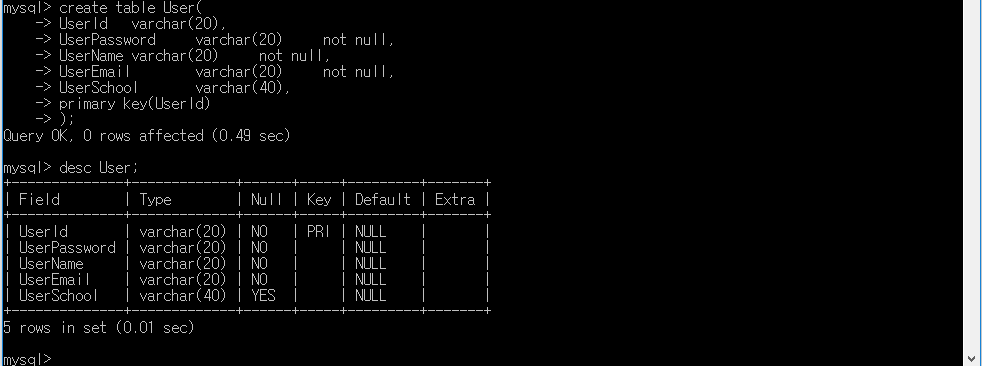 mysql> create table User(
    -> UserId   varchar(20),
    -> UserPassword     varchar(20)     not null,
    -> UserName varchar(20)     not null,
    -> UserEmail        varchar(20)     not null,
    -> UserSchool       varchar(40),
    -> primary key(UserId)
    -> );
Query OK, 0 rows affected (0.49 sec)
mysql> desc User;
+--------------+-------------+------+-----+---------+-------+
| Field        | Type        | Null | Key | Default | Extra |
+--------------+-------------+------+-----+---------+-------+
| UserId       | varchar(20) | NO   | PRI | NULL    |       |
| UserPassword | varchar(20) | NO   |     | NULL    |       |
| UserName     | varchar(20) | NO   |     | NULL    |       |
| UserEmail    | varchar(20) | NO   |     | NULL    |       |
| UserSchool   | varchar(40) | YES  |     | NULL    |       |
+--------------+-------------+------+-----+---------+-------+
5 rows in set (0.01 sec)
mysql>